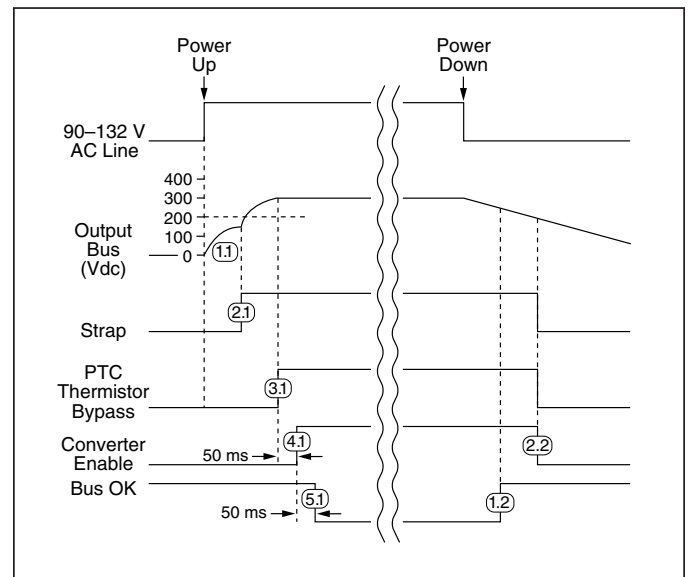 Power
Up
Power
Down
90–132 V
AC Line
400
300
200
100
0
Output
Bus
(Vdc)
1.1
2.1
Strap
PTC
Thermistor
Bypass
3.1
Converter
Enable
50 ms
4.1
2.2
Bus OK
5.1
1.2
50 ms